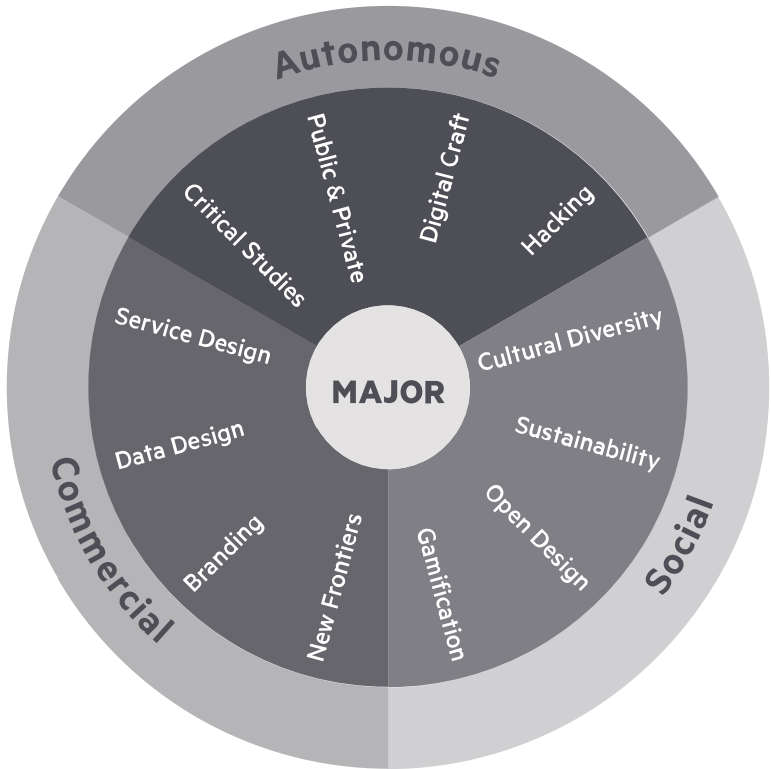 Autonomous
Critical Studies
Public & Private
Digital Craft
Hacking
Cultural Diversity
Sustainability
Open Design
Gamification
Social
New Frontiers
Branding
Data Design
Service Design
Commercial
MAJOR